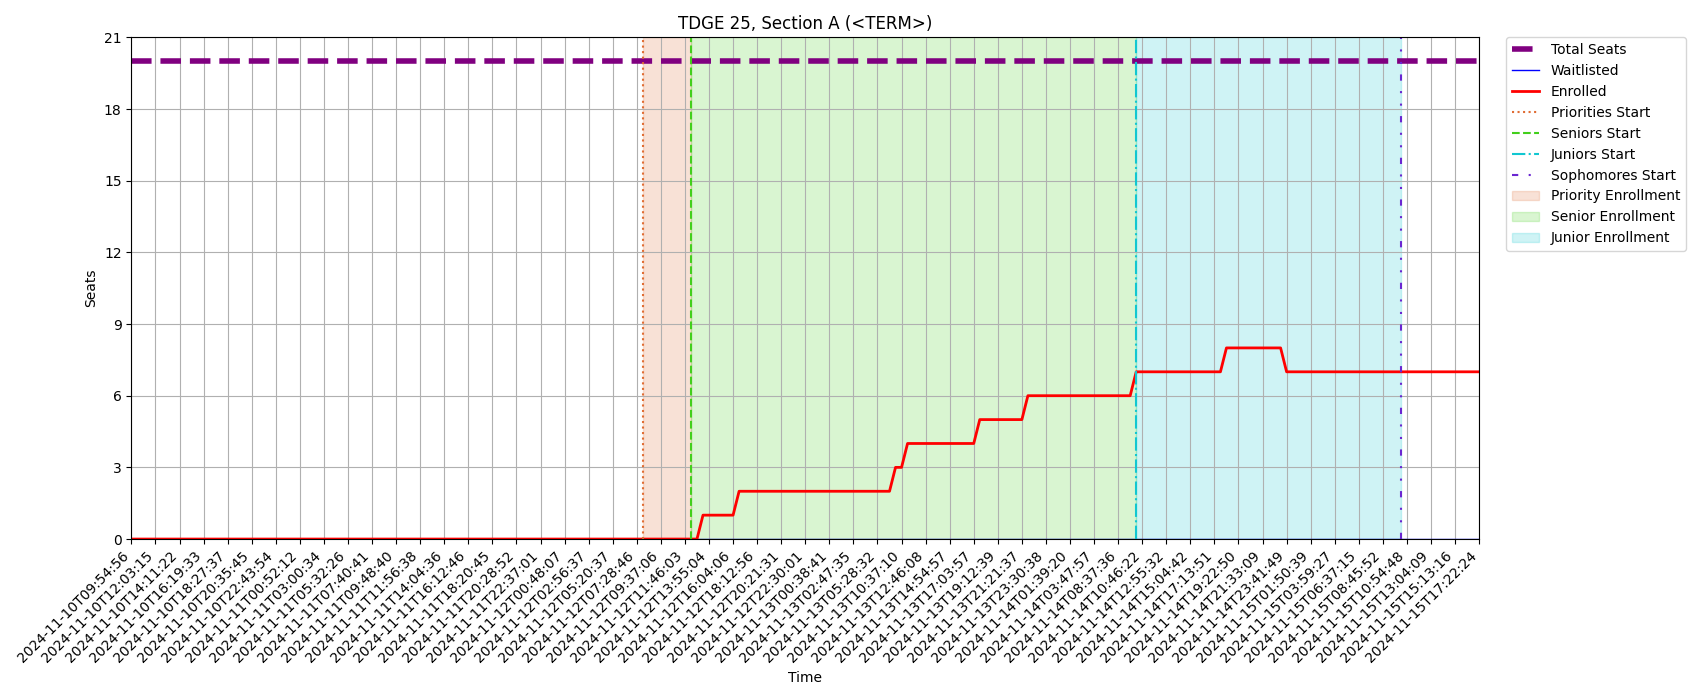 TDGE 25, Section A (<TERM>)
21
18
15
12
9
6
3
0
Seats
2024-11-10T09:54:56
2024-11-10T12:03:15
2024-11-10T14:11:22
2024-11-10T16:19:33
2024-11-10T18:27:37
2024-11-10T20:35:45
2024-11-10T22:43:54
2024-11-11T00:52:12
2024-11-11T03:00:34
2024-11-11T05:32:26
2024-11-11T07:40:41
2024-11-11T09:48:40
2024-11-11T11:56:38
2024-11-11T14:04:36
2024-11-11T16:12:46
2024-11-11T18:20:45
2024-11-11T20:28:52
2024-11-11T22:37:01
2024-11-12T00:48:07
2024-11-12T02:56:37
2024-11-12T05:20:37
2024-11-12T07:28:46
2024-11-12T09:37:06
2024-11-12T11:46:03
2024-11-12T13:55:04
2024-11-12T16:04:06
2024-11-12T18:12:56
2024-11-12T20:21:31
2024-11-12T22:30:01
2024-11-13T00:38:41
2024-11-13T02:47:35
2024-11-13T05:28:32
2024-11-13T10:37:10
2024-11-13T12:46:08
2024-11-13T14:54:57
2024-11-13T17:03:57
2024-11-13T19:12:39
2024-11-13T21:21:37
2024-11-13T23:30:38
2024-11-14T01:39:20
2024-11-14T03:47:57
2024-11-14T08:37:36
2024-11-14T10:46:22
2024-11-14T12:55:32
2024-11-14T15:04:42
2024-11-14T17:13:51
2024-11-14T19:22:50
2024-11-14T21:33:09
2024-11-14T23:41:49
2024-11-15T01:50:39
2024-11-15T03:59:27
2024-11-15T06:37:15
2024-11-15T08:45:52
2024-11-15T10:54:48
2024-11-15T13:04:09
2024-11-15T15:13:16
2024-11-15T17:22:24
Time
Total Seats
Waitlisted
Enrolled
Priorities Start
Seniors Start
Juniors Start
Sophomores Start
Priority Enrollment
Senior Enrollment
Junior Enrollment